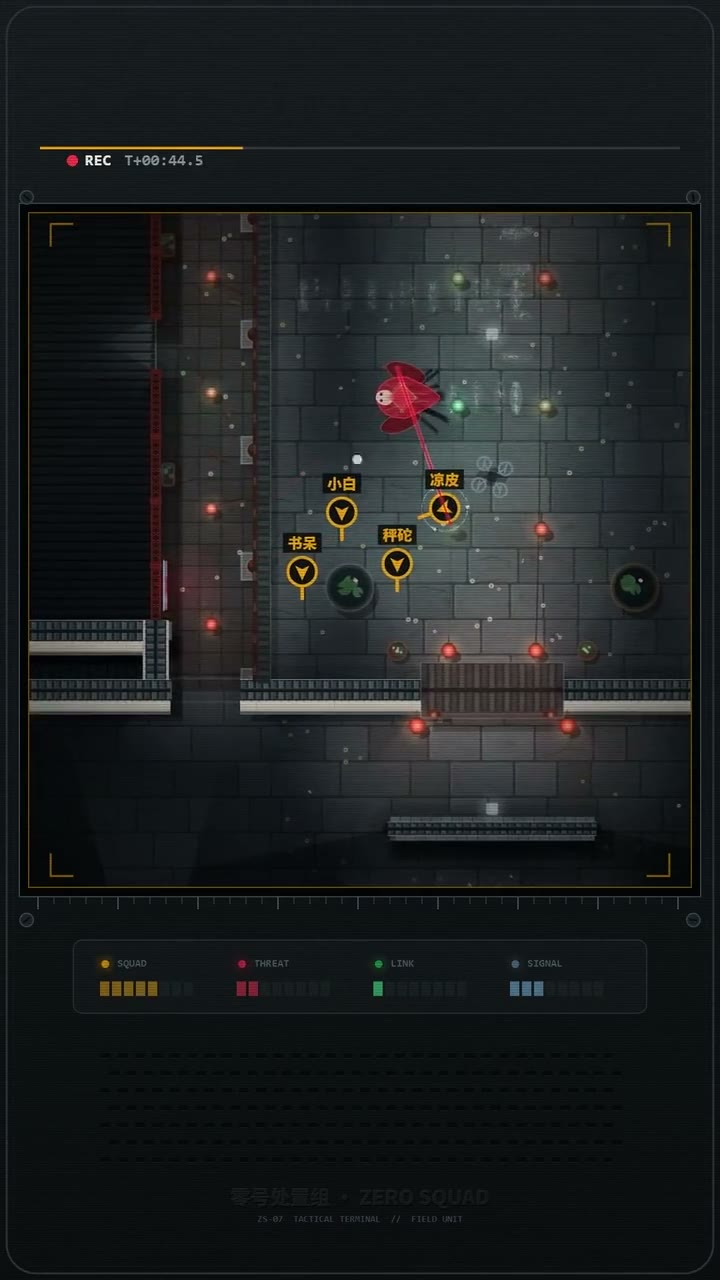 REC T+00:44.5
凉皮
小白
秤砣
书呆
SQUAD THREAT LINK SIGNAL
零号处置组 · ZERO SQUAD
ZS-07 TACTICAL TERMINAL // FIELD UNIT